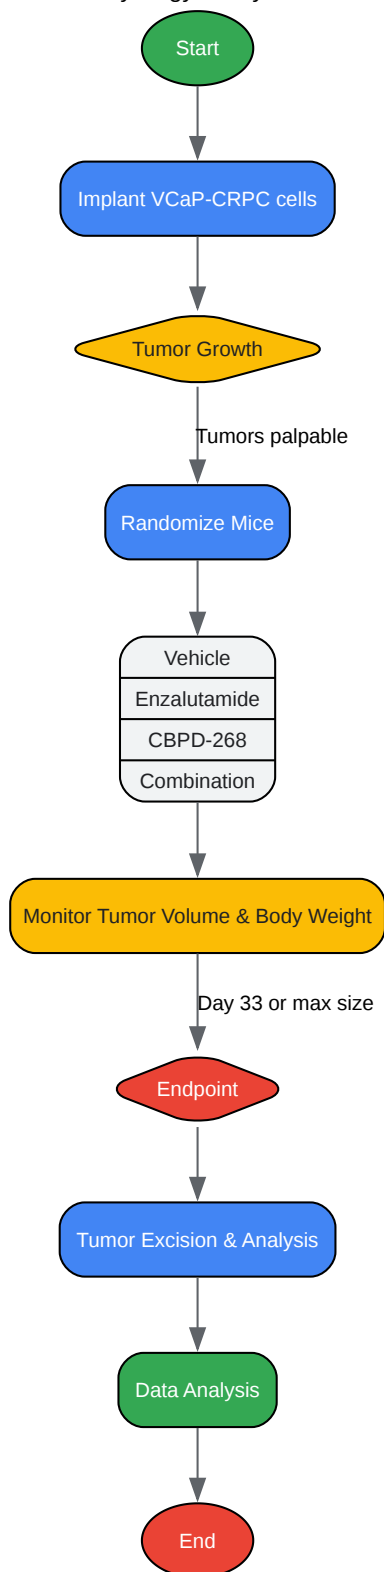 Start
Implant VCaP-CRPC cells
Tumor Growth
Tumors palpable
Randomize Mice
Vehicle
Enzalutamide
CBPD-268
Combination
Monitor Tumor Volume & Body Weight
Day 33 or max size
Endpoint
Tumor Excision & Analysis
Data Analysis
End